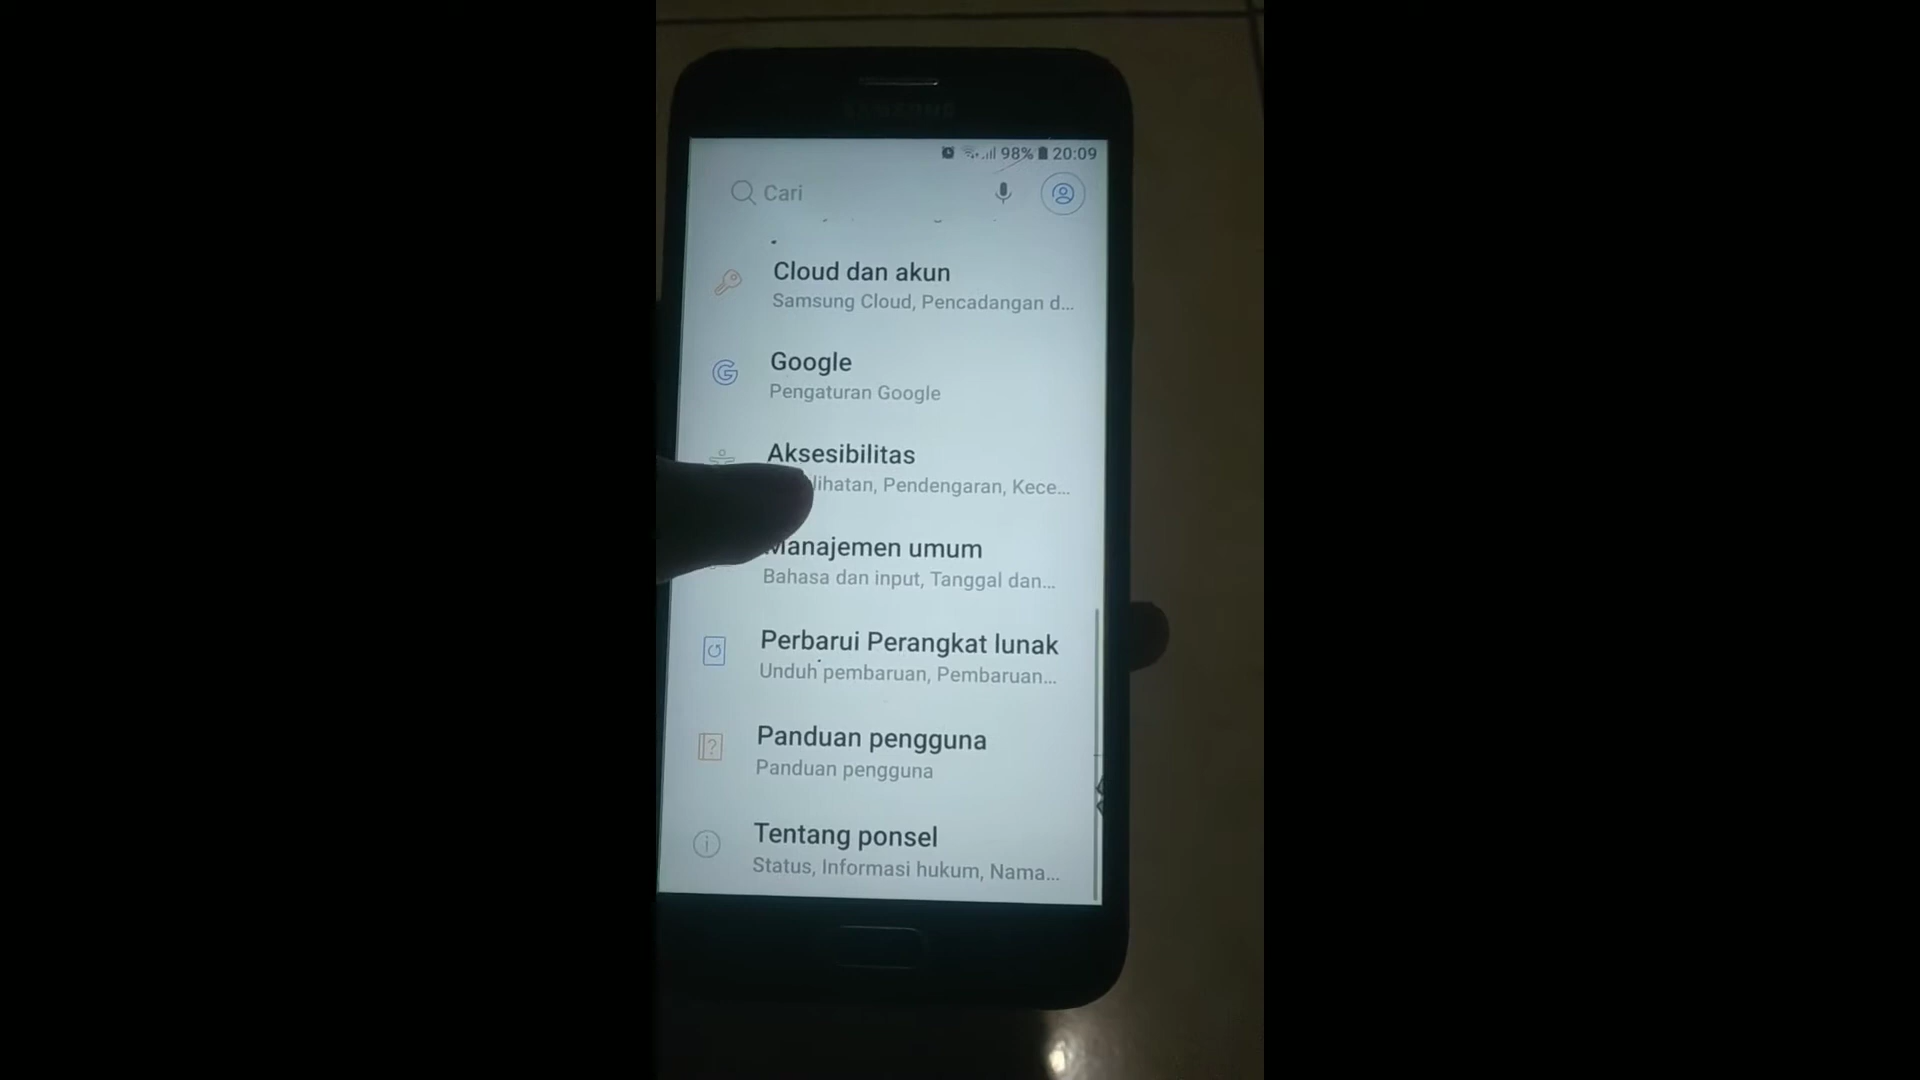 SAMSUNG
98% 20:09
Cari
Cloud dan akun
Samsung Cloud, Pencadangan d...
Google
Pengaturan Google
Aksesibilitas
lihatan, Pendengaran, Kece...
Manajemen umum
Bahasa dan input, Tanggal dan...
Perbarui Perangkat lunak
Unduh pembaruan, Pembaruan...
Panduan pengguna
Panduan pengguna
Tentang ponsel
Status, Informasi hukum, Nama...